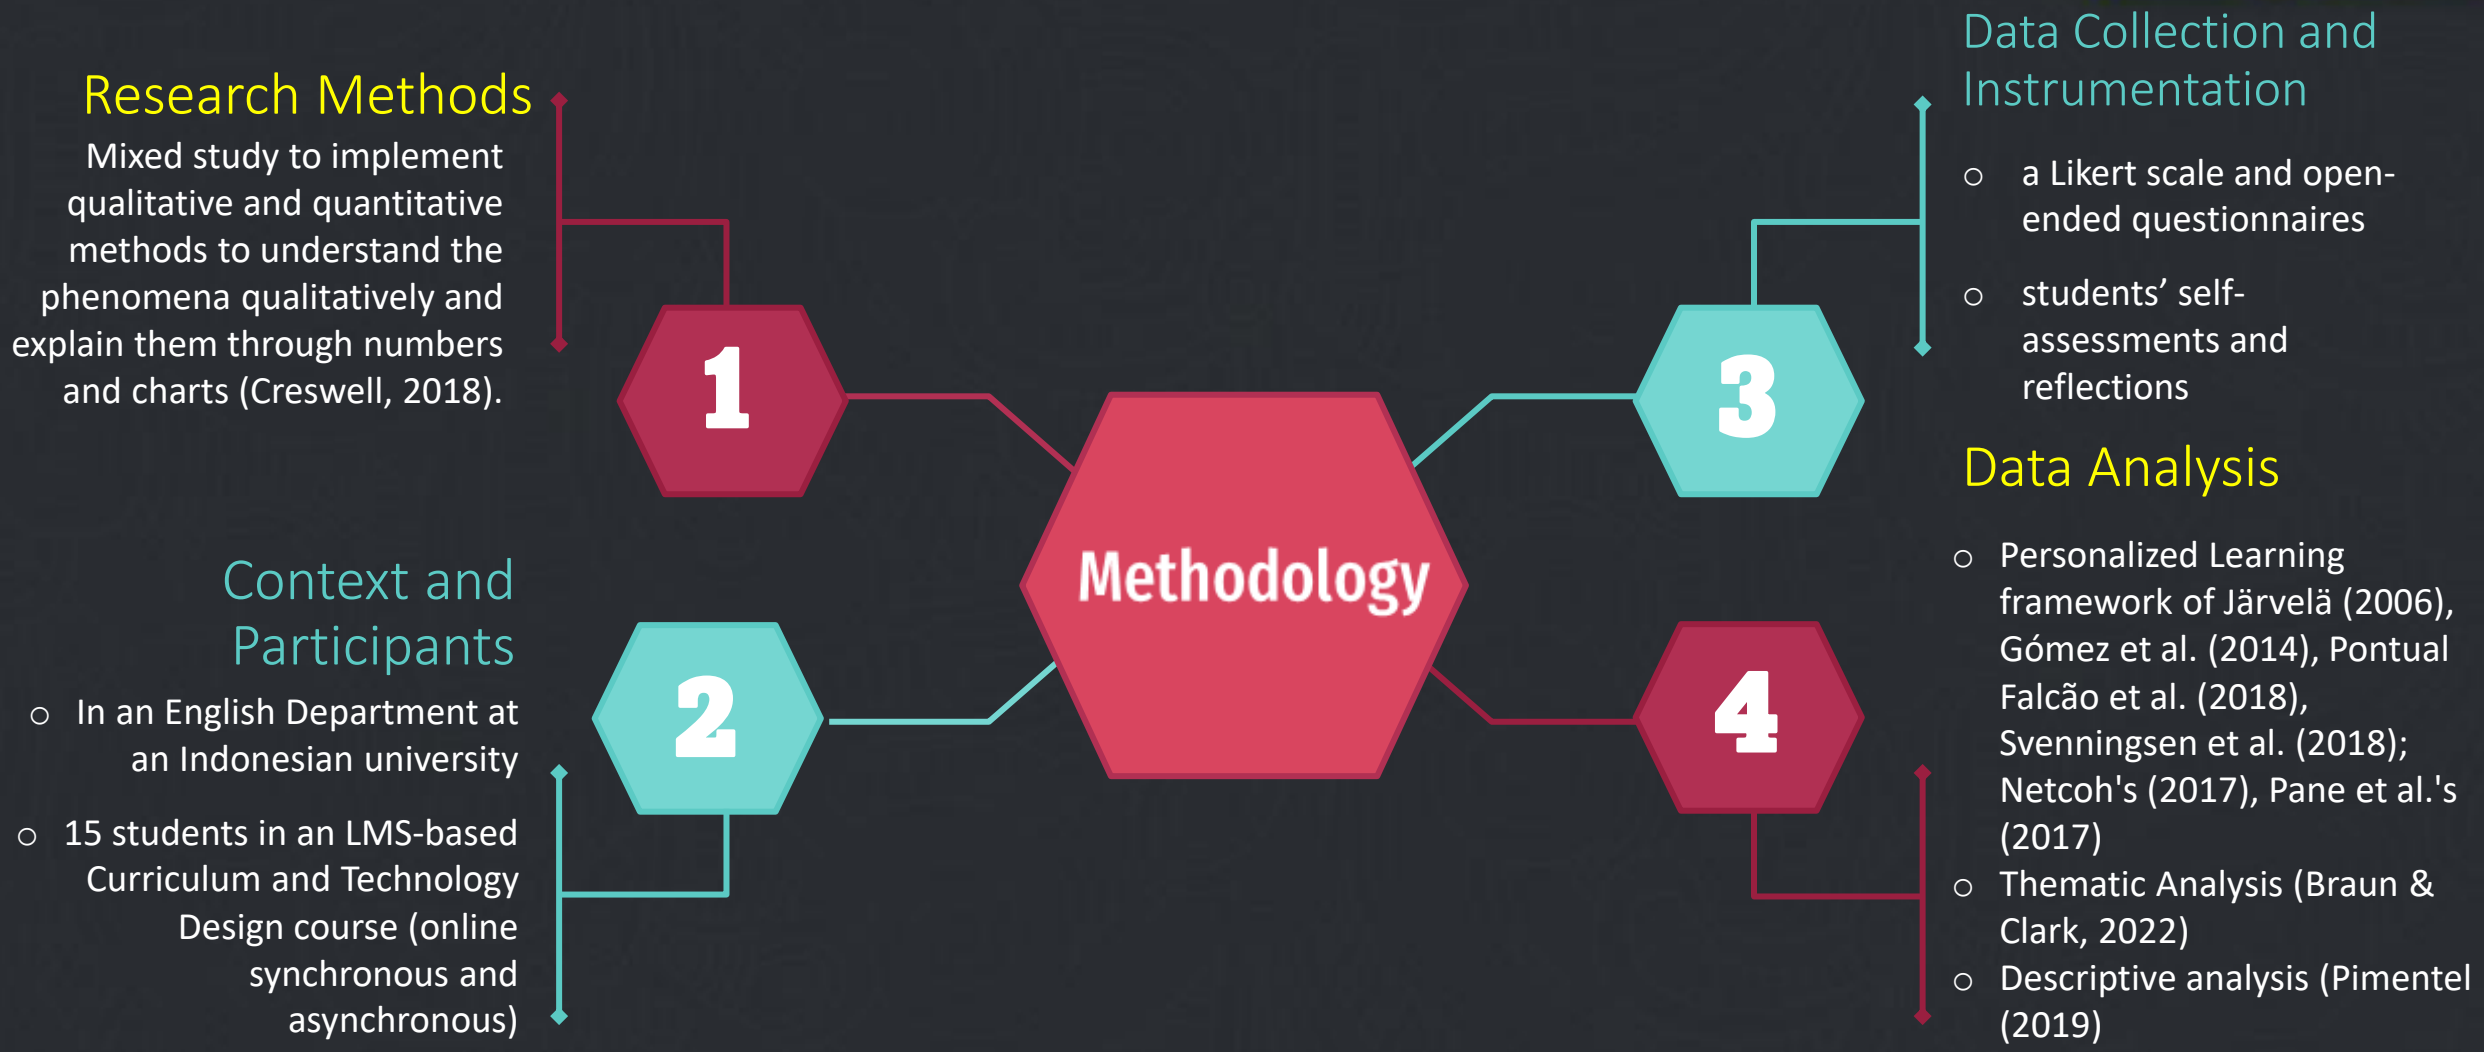 Research Methods
Mixed study to implement
qualitative and quantitative
methods to understand the
phenomena qualitatively and
explain them through numbers
and charts (Creswell, 2018).
1
Context and
Participants
○ In an English Department at
an Indonesian university
○ 15 students in an LMS-based
Curriculum and Technology
Design course (online
synchronous and
asynchronous)
2
Methodology
Data Collection and
Instrumentation
○ a Likert scale and open-
ended questionnaires
○ students’ self-
assessments and
reflections
3
Data Analysis
○ Personalized Learning
framework of Järvelä (2006),
Gómez et al. (2014), Pontual
Falcão et al. (2018),
Svenningsen et al. (2018);
Netcoh's (2017), Pane et al.'s
(2017)
○ Thematic Analysis (Braun &
Clark, 2022)
○ Descriptive analysis (Pimentel
(2019)
4